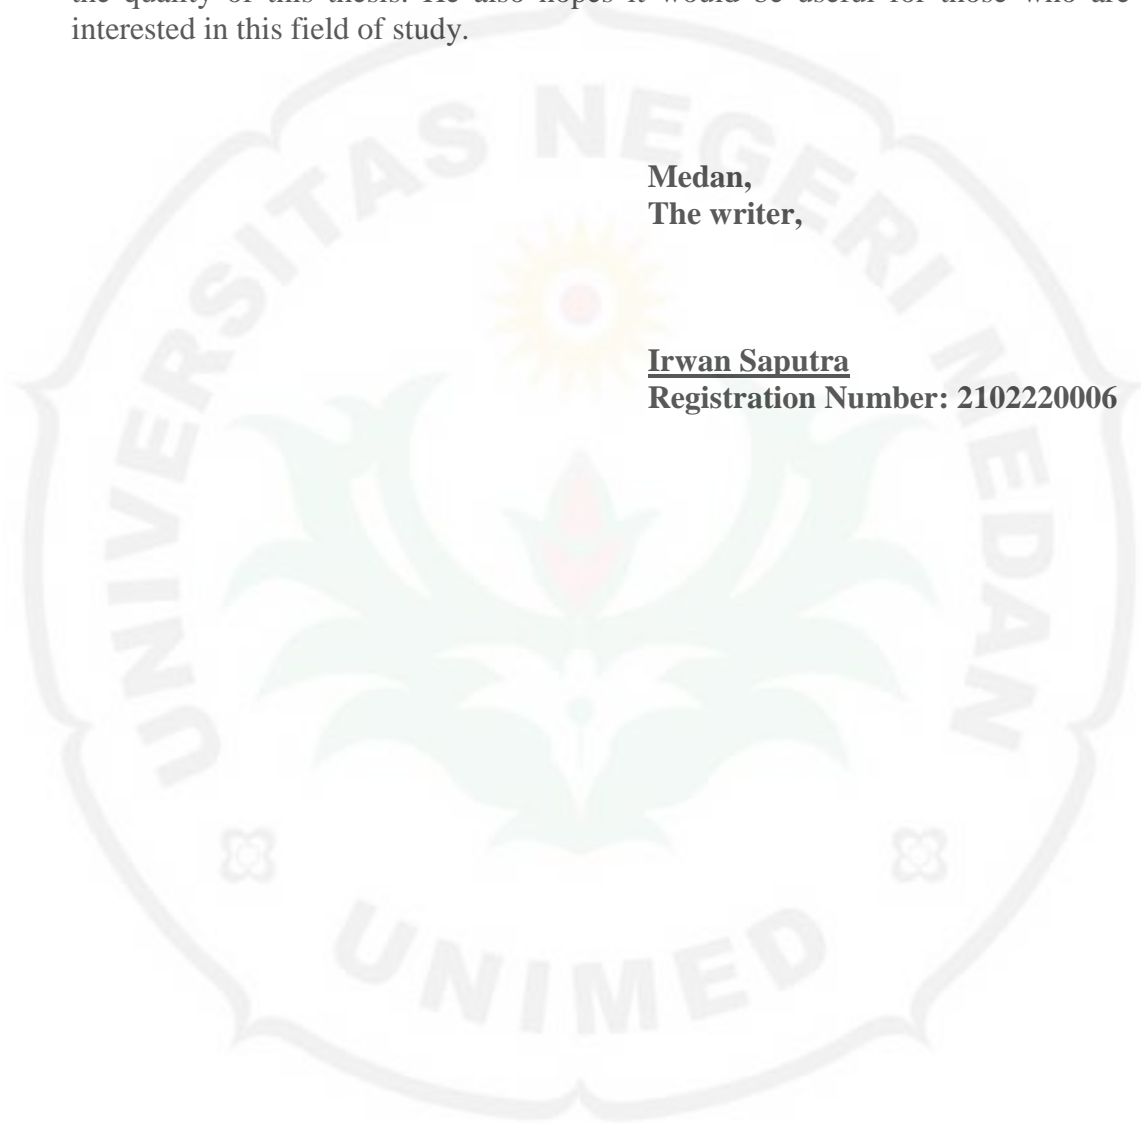 the quality of this thesis. He also hopes it would be useful for those who are
interested in this field of study.
UNIVERSITAS NEGERI MEDAN
Medan,
The writer,
Irwan Saputra
Registration Number: 2102220006
UNIMED